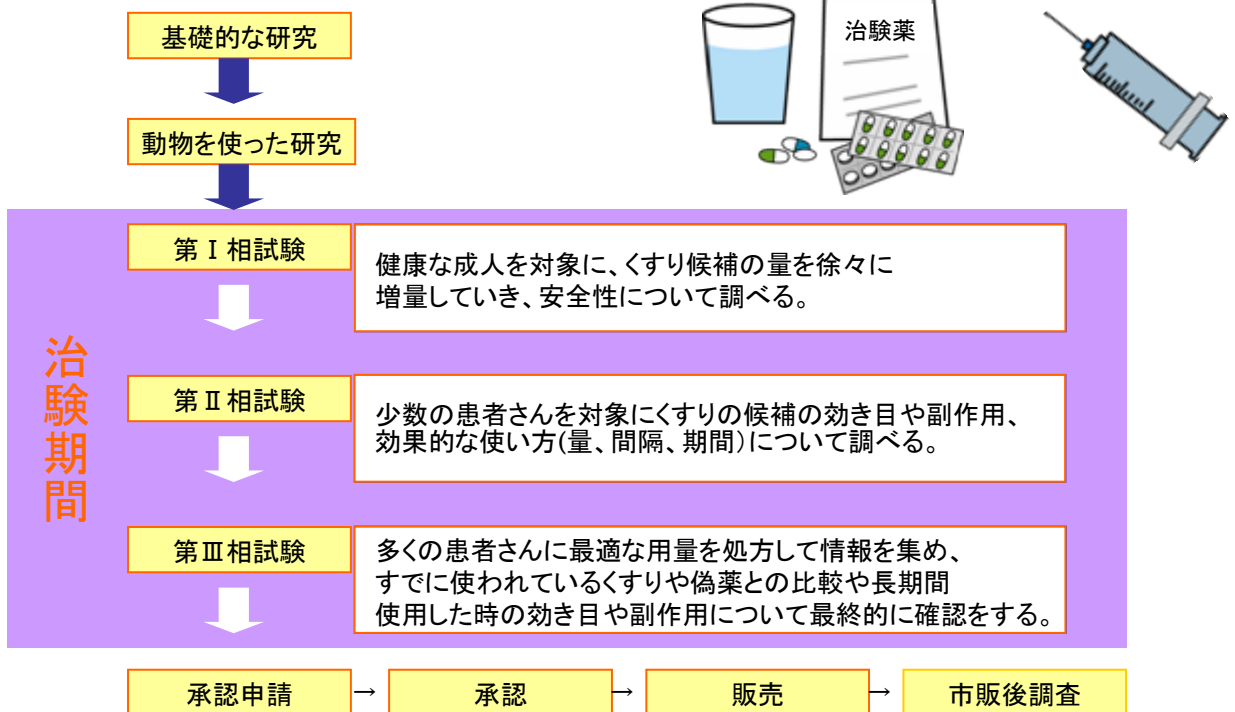 基礎的な研究
治験薬
動物を使った研究
治験期間
第Ⅰ相試験
健康な成人を対象に、くすり候補の量を徐々に
増量していき、安全性について調べる。
第Ⅱ相試験
少数の患者さんを対象にくすりの候補の効き目や副作用、
効果的な使い方(量、間隔、期間)について調べる。
第Ⅲ相試験
多くの患者さんに最適な用量を処方して情報を集め、
すでに使われているくすりや偽薬との比較や長期間
使用した時の効き目や副作用について最終的に確認をする。
承認申請 → 承認 → 販売 → 市販後調査